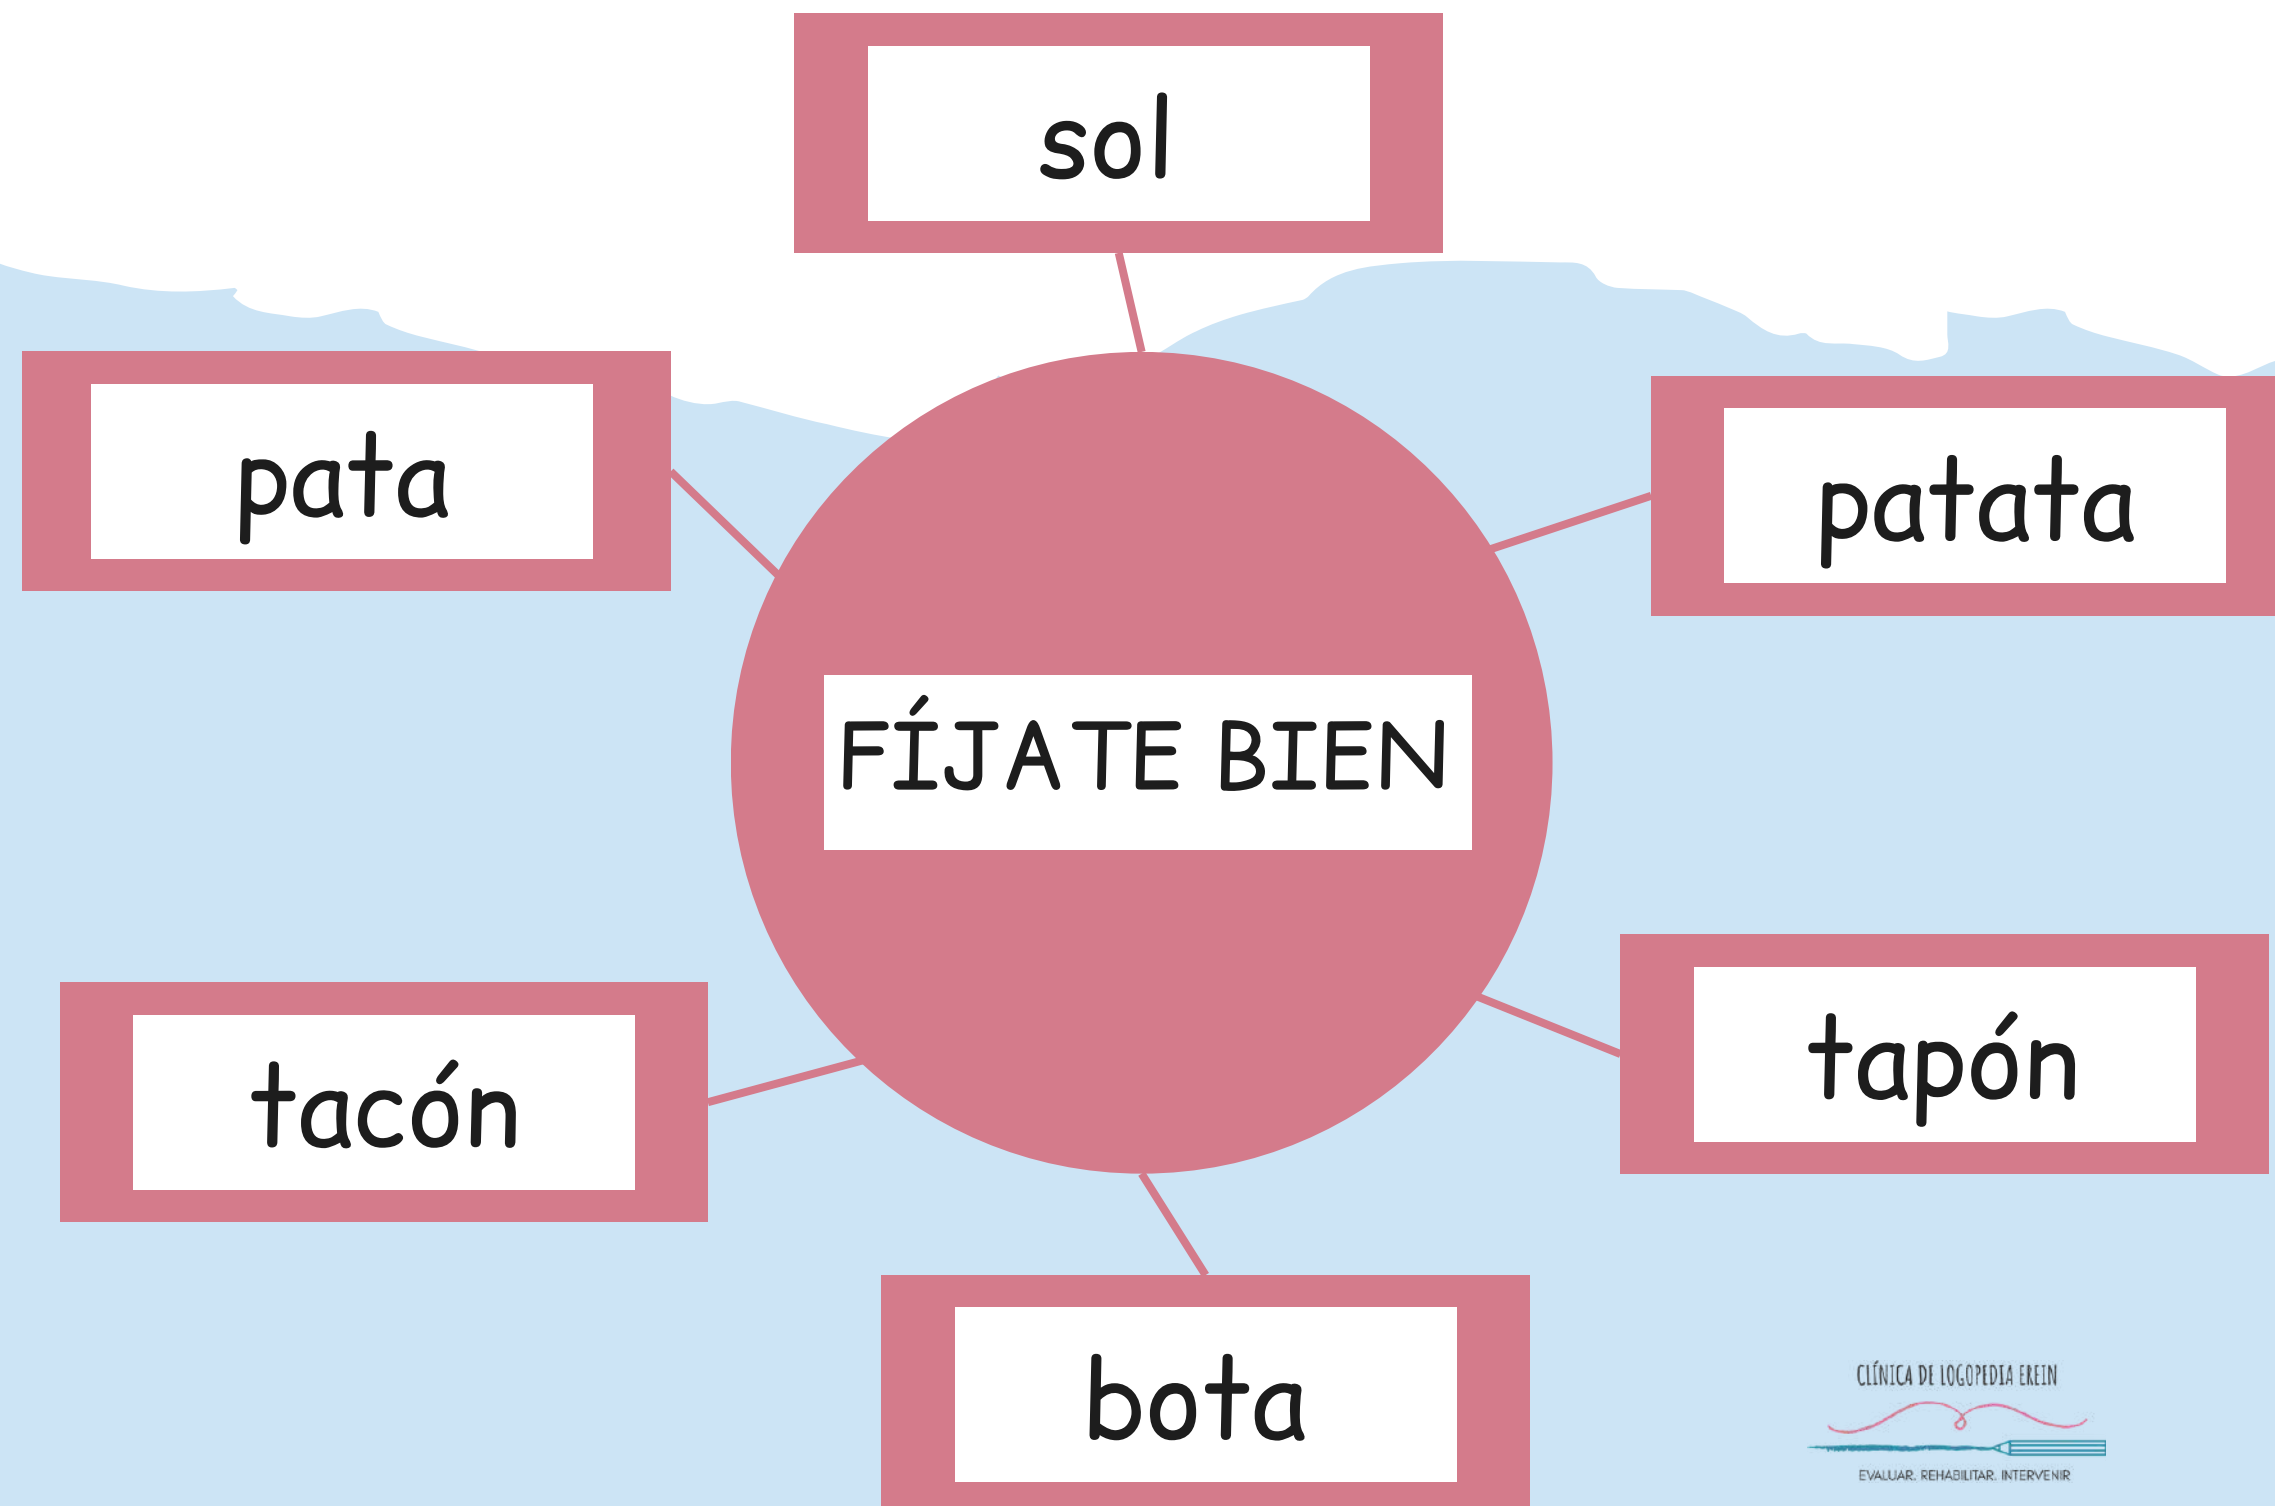 sol
pata
patata
FÍJATE BIEN
tacón
tapón
bota
CLÍNICA DE LOGOPEDIA EREIN
EVALUAR. REHABILITAR. INTERVENIR